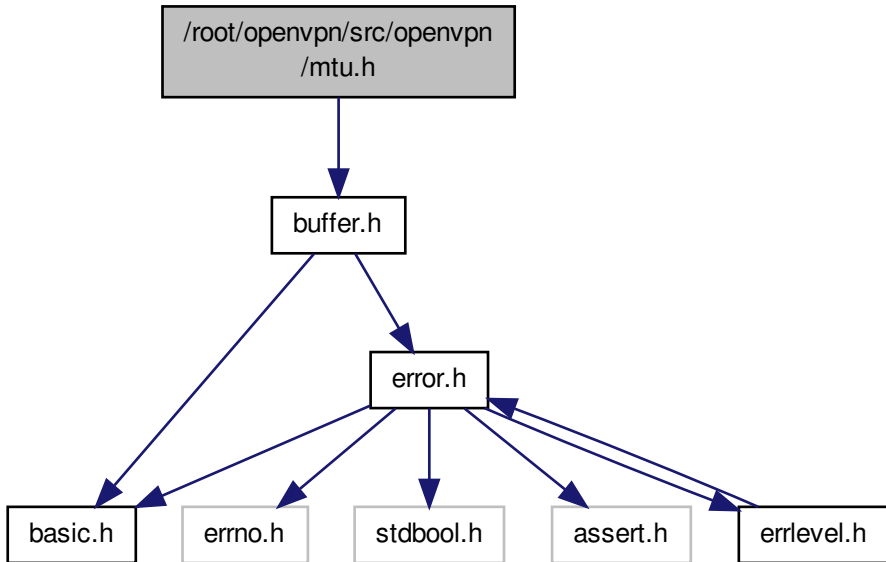 /root/openvpn/src/openvpn
/mtu.h
buffer.h
error.h
basic.h
errno.h
stdbool.h
assert.h
errlevel.h